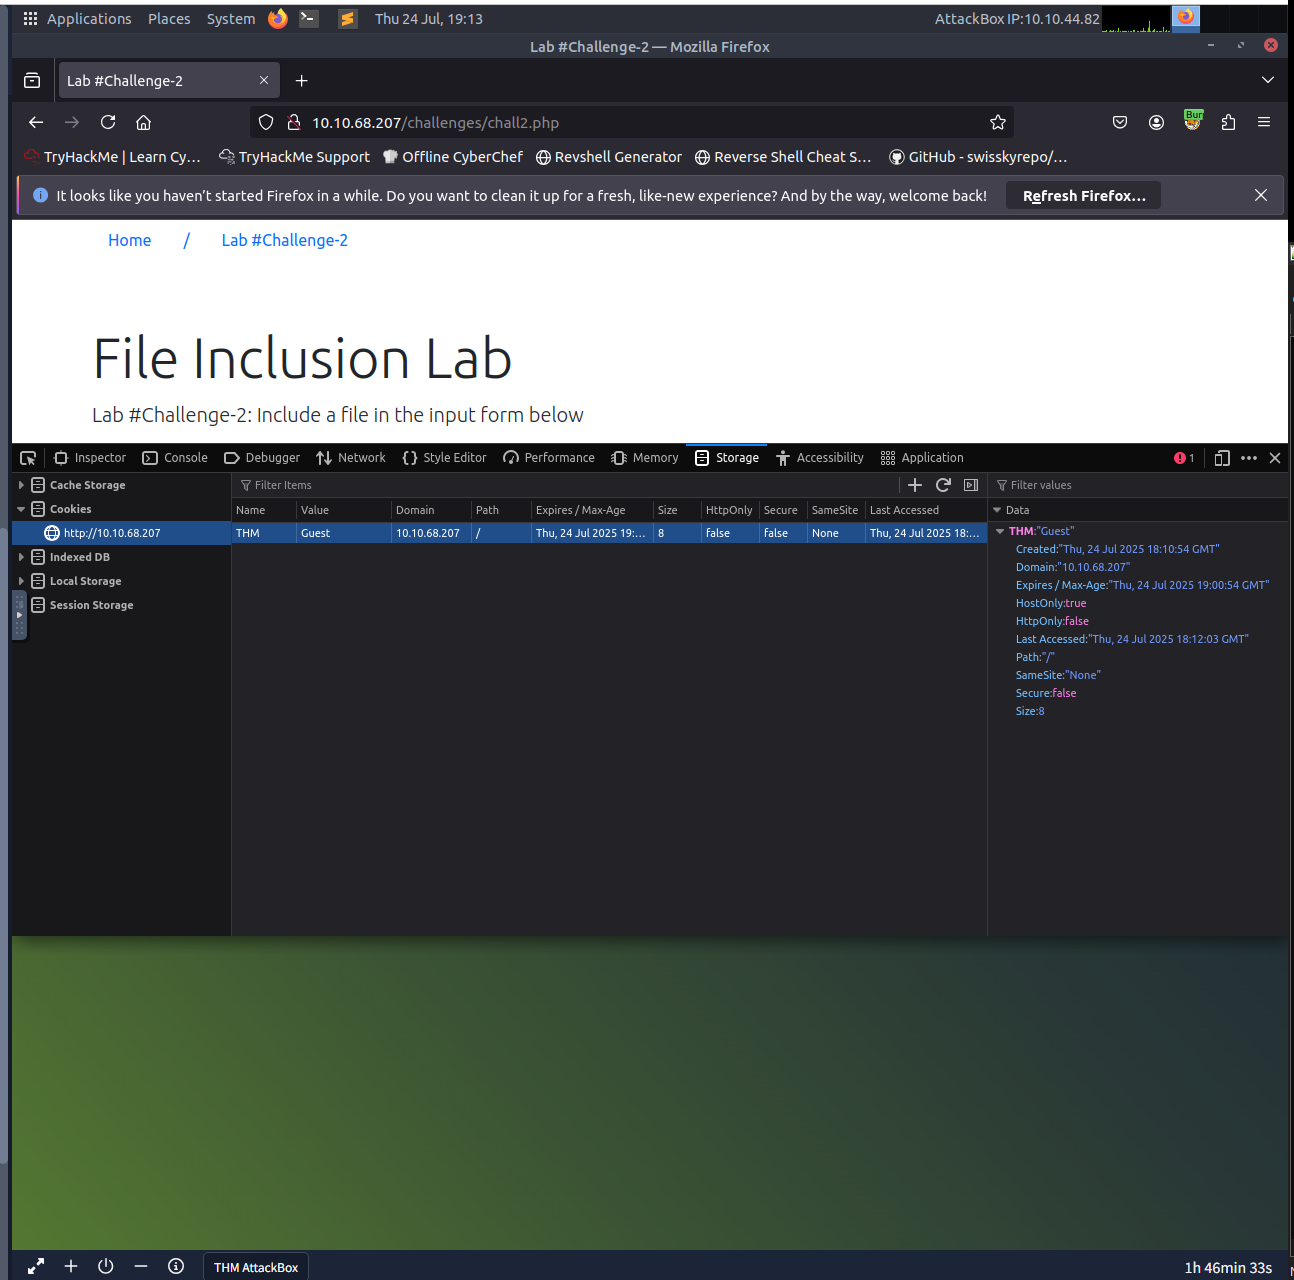 Applications Places System Thu 24 Jul, 19:13 AttackBox IP:10.10.44.82
Lab #Challenge-2 — Mozilla Firefox
Lab #Challenge-2
10.10.68.207/challenges/chall2.php
TryHackMe | Learn Cy… TryHackMe Support Offline CyberChef Revshell Generator Reverse Shell Cheat S… GitHub - swisskyrepo/…
It looks like you haven’t started Firefox in a while. Do you want to clean it up for a fresh, like-new experience? And by the way, welcome back! Refresh Firefox…
Home / Lab #Challenge-2
File Inclusion Lab
Lab #Challenge-2: Include a file in the input form below
Inspector Console Debugger Network Style Editor Performance Memory Storage Accessibility Application 1
Cache Storage
Cookies
http://10.10.68.207
Indexed DB
Local Storage
Session Storage
Filter Items
Name Value Domain Path Expires / Max-Age Size HttpOnly Secure SameSite Last Accessed
THM Guest 10.10.68.207 / Thu, 24 Jul 2025 19:… 8 false false None Thu, 24 Jul 2025 18:…
Filter values
Data
THM:"Guest"
Created:"Thu, 24 Jul 2025 18:10:54 GMT"
Domain:"10.10.68.207"
Expires / Max-Age:"Thu, 24 Jul 2025 19:00:54 GMT"
HostOnly:true
HttpOnly:false
Last Accessed:"Thu, 24 Jul 2025 18:12:03 GMT"
Path:"/"
SameSite:"None"
Secure:false
Size:8
THM AttackBox 1h 46min 33s